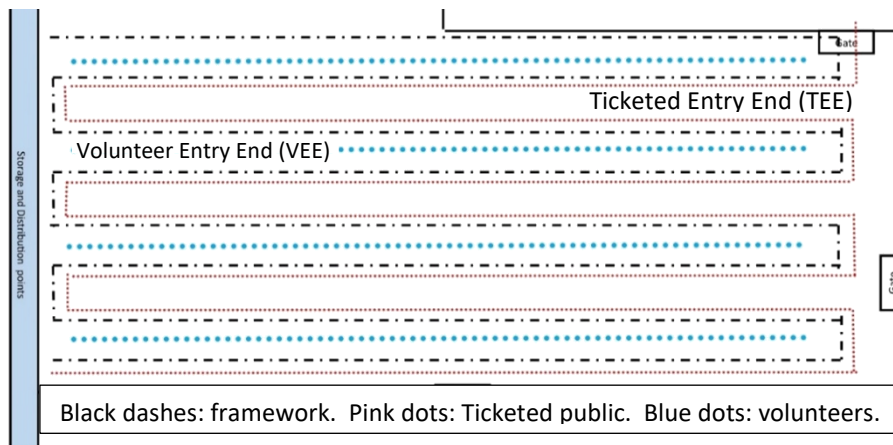 Gate
Ticketed Entry End (TEE)
Volunteer Entry End (VEE)
Storage and Distribution points
Gate
Black dashes: framework. Pink dots: Ticketed public. Blue dots: volunteers.